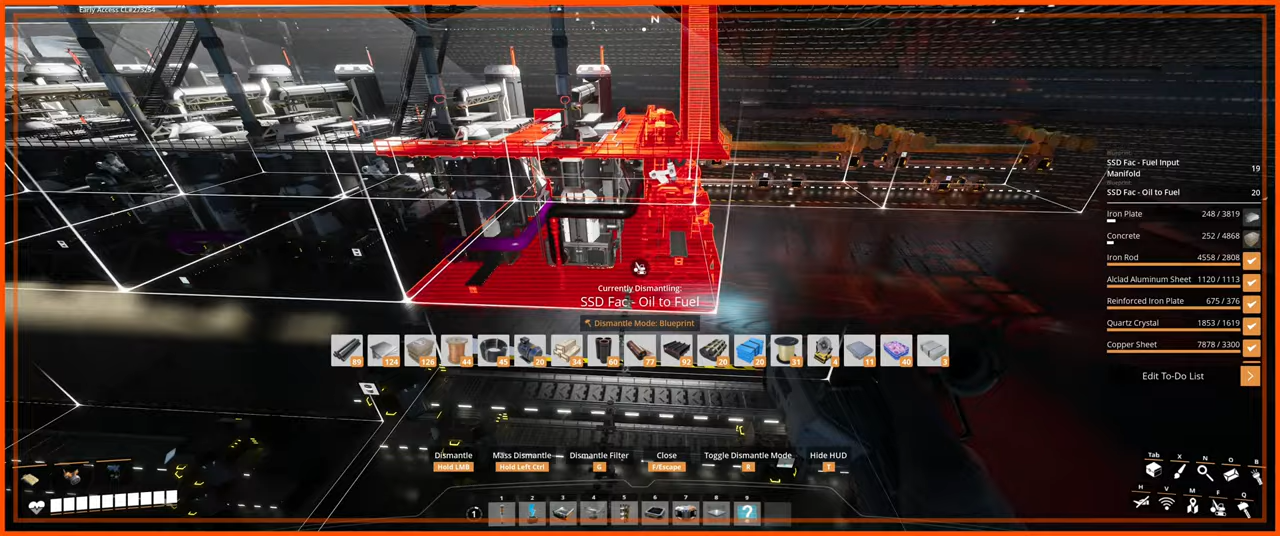 N
SSD Fac - Fuel Input Manifold 19
SSD Fac - Oil to Fuel 20
Iron Plate 248 / 3819
Concrete 252 / 4868
Iron Rod 4558 / 2808
Alclad Aluminum Sheet 1120 / 1113
Reinforced Iron Plate 675 / 376
Quartz Crystal 1853 / 1619
Copper Sheet 7878 / 3300
Edit To-Do List
Currently Dismantling:
SSD Fac - Oil to Fuel
Dismantle Mode: Blueprint
89 124 126 44 45 20 34 60 77 92 20 20 31 4 11 40 3
Dismantle Mass Dismantle Dismantle Filter Close Toggle Dismantle Mode Hide HUD
Hold LMB Hold Left Ctrl G F/Escape R T
Tab X N O B
H V M F Q
1 1 2 3 4 5 6 7 8 9
?